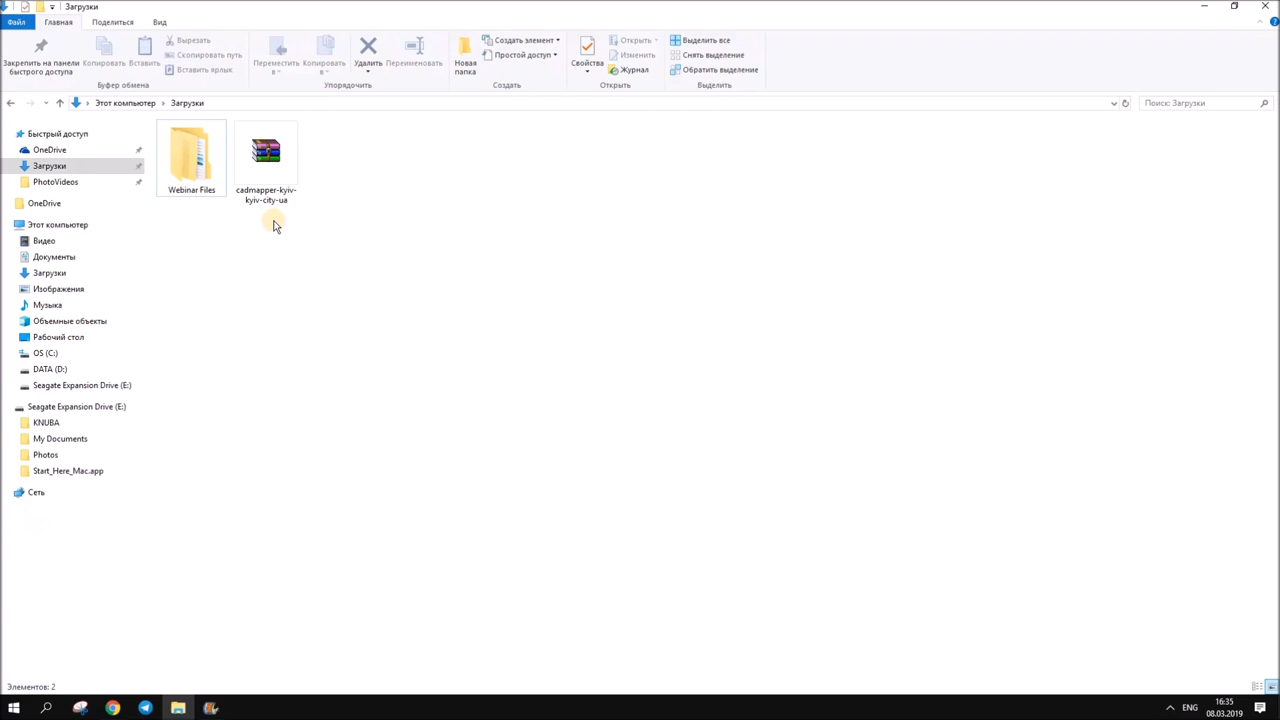 Загрузки
Файл Главная Поделиться Вид
Закрепить на панели быстрого доступа
Копировать
Вставить
Вырезать
Скопировать путь
Вставить ярлык
Буфер обмена
Переместить в
Копировать в
Удалить
Переименовать
Упорядочить
Новая папка
Создать элемент
Простой доступ
Создать
Свойства
Открыть
Изменить
Журнал
Открыть
Выделить все
Снять выделение
Обратить выделение
Выделить
Этот компьютер Загрузки
Поиск: Загрузки
Быстрый доступ
OneDrive
Загрузки
PhotoVideos
OneDrive
Этот компьютер
Видео
Документы
Загрузки
Изображения
Музыка
Объемные объекты
Рабочий стол
OS (C:)
DATA (D:)
Seagate Expansion Drive (E:)
Seagate Expansion Drive (E:)
KNUBA
My Documents
Photos
Start_Here_Mac.app
Сеть
Webinar Files
cadmapper-kyiv-
kyiv-city-ua
Элементов: 2
ENG
16:35
08.03.2019